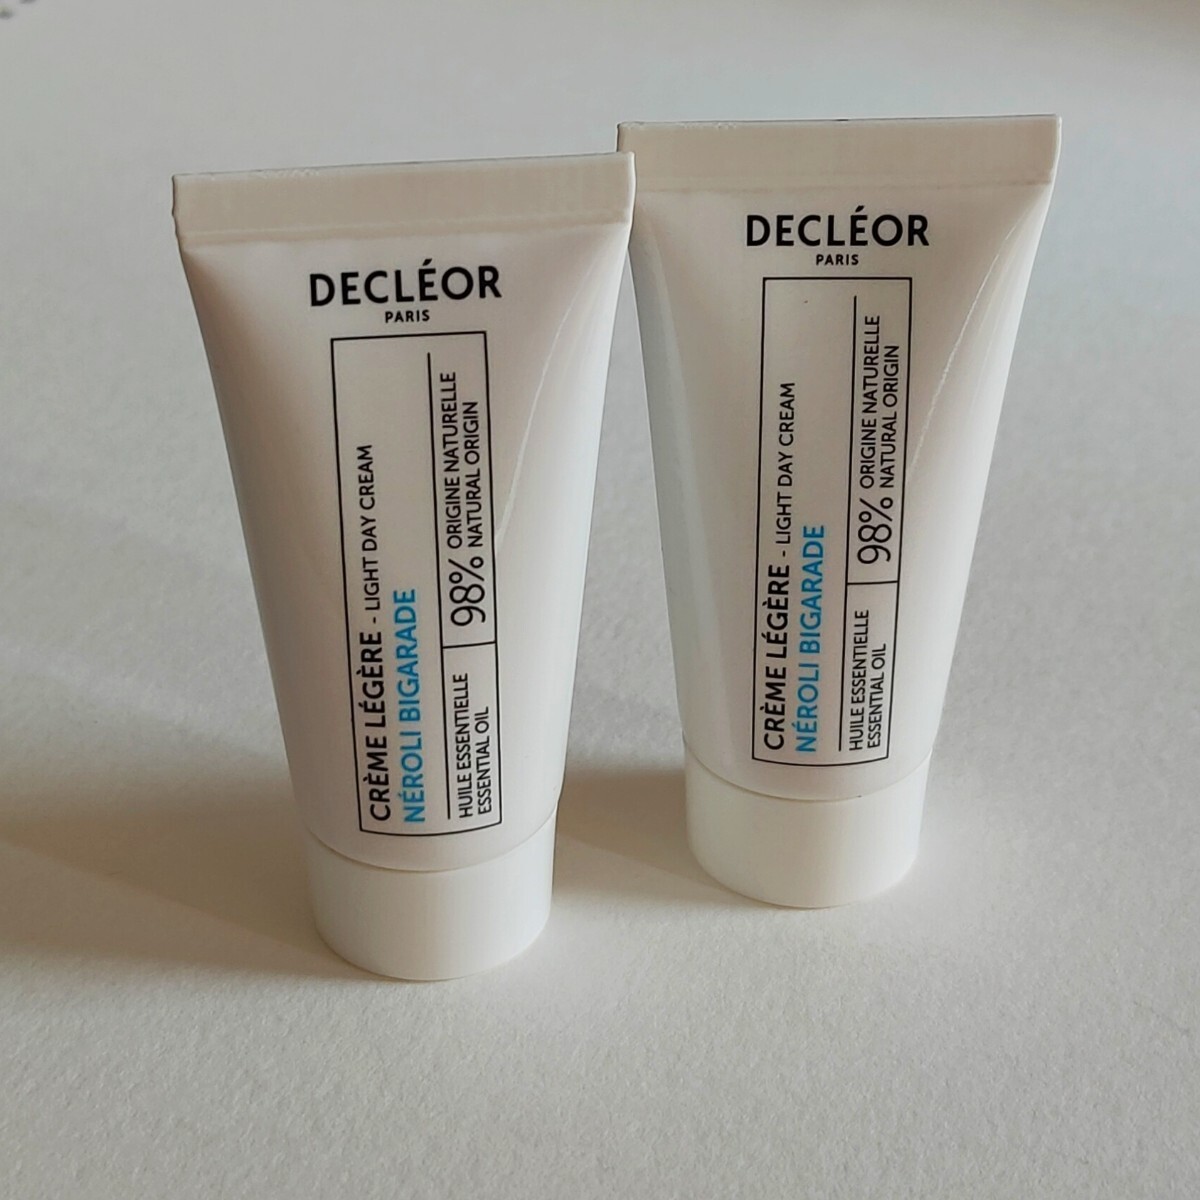 DECLÉOR
PARIS
CRÈME LÉGÈRE - LIGHT DAY CREAM
NÉROLI BIGARADE
HUILE ESSENTIELLE
ESSENTIAL OIL
98% ORIGINE NATURELLE
NATURAL ORIGIN
DECLÉOR
PARIS
CRÈME LÉGÈRE - LIGHT DAY CREAM
NÉROLI BIGARADE
HUILE ESSENTIELLE
ESSENTIAL OIL
98% ORIGINE NATURELLE
NATURAL ORIGIN